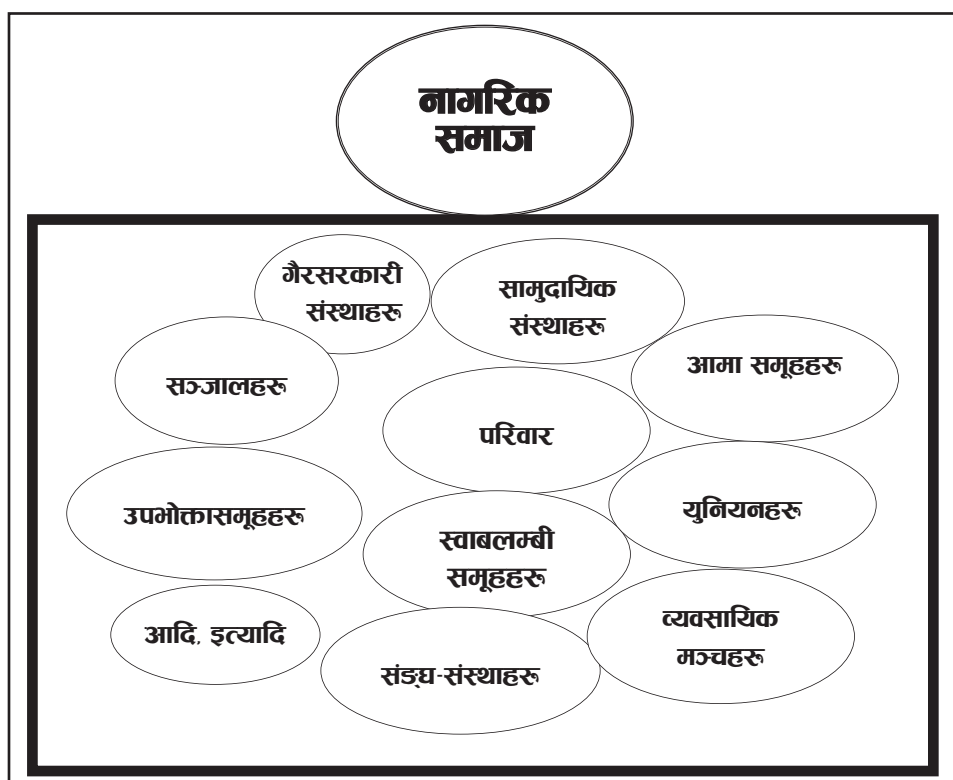 नागरिक
समाज
गैरसरकारी
संस्थाहरू
सामुदायिक
संस्थाहरू
सञ्जालहरू
आमा समूहहरू
परिवार
उपभोक्तासमूहहरू
युनियनहरू
स्वाबलम्बी
समूहहरू
आदि, इत्यादि
संङ्घ-संस्थाहरू
व्यवसायिक
मञ्चहरू